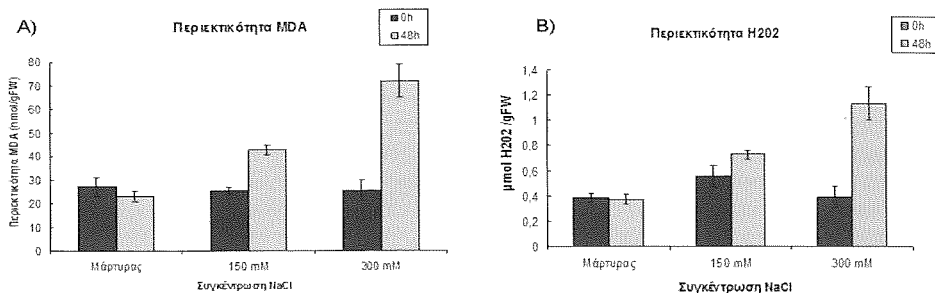 A)
Περιεκτικότητα MDA
0h
48h
Περιεκτικότητα MDA (nmol/gFW)
80
70
60
50
40
30
20
10
0
Μάρτυρας
150 mM
300 mM
Συγκέντρωση NaCl
B)
Περιεκτικότητα H202
0h
48h
μmol H202 /gFW
1,4
1,2
1
0,8
0,6
0,4
0,2
0
Μάρτυρας
150 mM
300 mM
Συγκέντρωση NaCl